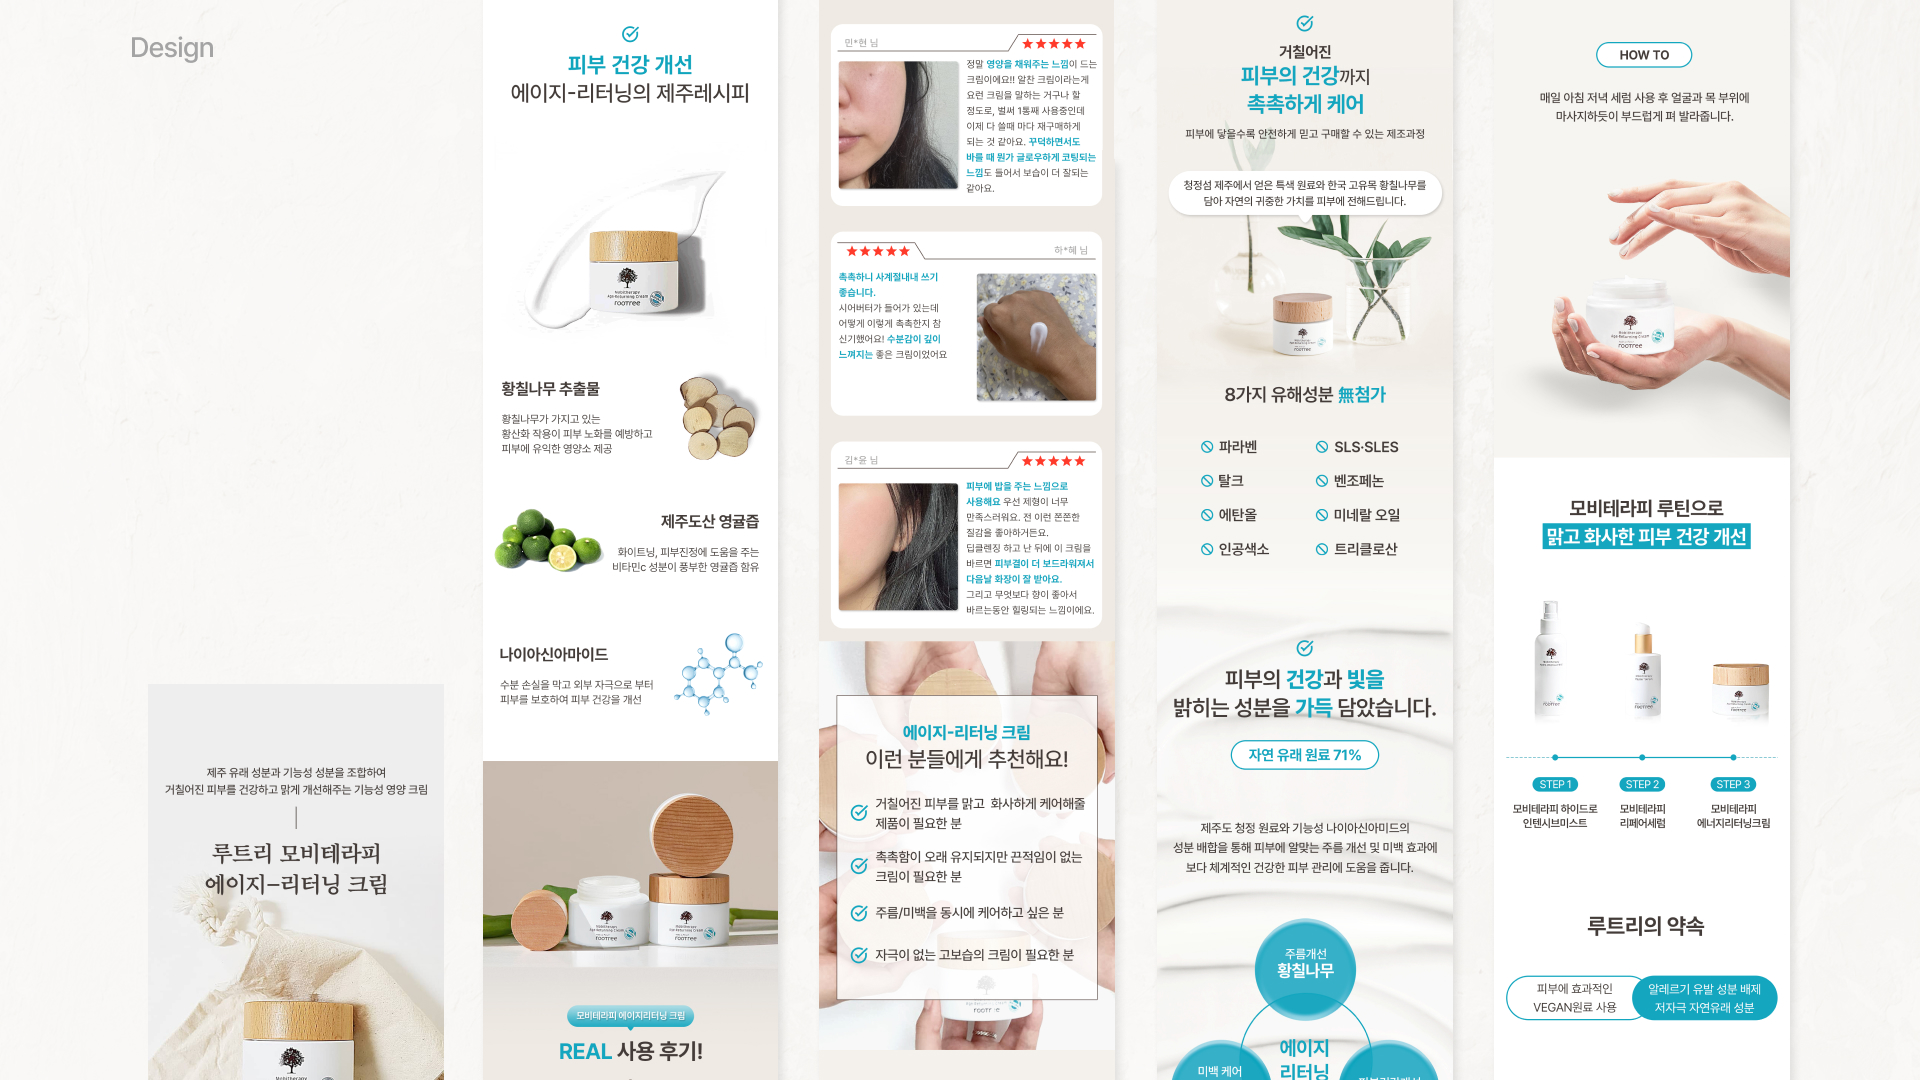 Design
제주 유래 성분과 기능성 성분을 조합하여
거칠어진 피부를 건강하고 맑게 개선해주는 기능성 영양 크림
루트리 모비테라피
에이지-리터닝 크림
피부 건강 개선
에이지-리터닝의 제주레시피
Mobitherapy
Age-Returning Cream
rooTree
황칠나무 추출물
황칠나무가 가지고 있는
황산화 작용이 피부 노화를 예방하고
피부에 유익한 영양소 제공
제주도산 영귤즙
화이트닝, 피부진정에 도움을 주는
비타민c 성분이 풍부한 영귤즙 함유
나이아신아마이드
수분 손실을 막고 외부 자극으로 부터
피부를 보호하여 피부 건강을 개선
rooTree
rooTree
모비테라피 에이지리터닝 크림
REAL 사용 후기!
민*현 님
정말 영양을 채워주는 느낌이 드는
크림이에요!! 알찬 크림이라는게
요런 크림을 말하는 거구나 할
정도로, 벌써 1통째 사용중인데
이제 다 쓸때 마다 재구매하게
되는 것 같아요. 꾸덕하면서도
바를 때 뭔가 글로우하게 코팅되는
느낌도 들어서 보습이 더 잘되는
같아요.
하*혜 님
촉촉하니 사계절내내 쓰기
좋습니다.
시어버터가 들어가 있는데
어떻게 이렇게 촉촉한지 참
신기했어요! 수분감이 깊이
느껴지는 좋은 크림이었어요
김*윤 님
피부에 밥을 주는 느낌으로
사용해요 우선 제형이 너무
만족스러워요. 전 이런 쫀쫀한
질감을 좋아하거든요.
딥클렌징 하고 난 뒤에 이 크림을
바르면 피부결이 더 보드라워져서
다음날 화장이 잘 받아요.
그리고 무엇보다 향이 좋아서
바르는동안 힐링되는 느낌이에요.
에이지-리터닝 크림
이런 분들에게 추천해요!
거칠어진 피부를 맑고 화사하게 케어해줄
제품이 필요한 분
촉촉함이 오래 유지되지만 끈적임이 없는
크림이 필요한 분
주름/미백을 동시에 케어하고 싶은 분
자극이 없는 고보습의 크림이 필요한 분
rooTree
거칠어진
피부의 건강까지
촉촉하게 케어
피부에 닿을수록 안전하게 믿고 구매할 수 있는 제조과정
청정섬 제주에서 얻은 특색 원료와 한국 고유목 황칠나무를
담아 자연의 귀중한 가치를 피부에 전해드립니다.
rooTree
8가지 유해성분 無첨가
파라벤
SLS·SLES
탈크
벤조페논
에탄올
미네랄 오일
인공색소
트리클로산
피부의 건강과 빛을
밝히는 성분을 가득 담았습니다.
자연 유래 원료 71%
제주도 청정 원료와 기능성 나이아신아미드의
성분 배합을 통해 피부에 알맞는 주름 개선 및 미백 효과에
보다 체계적인 건강한 피부 관리에 도움을 줍니다.
주름개선
황칠나무
에이지
리터닝
미백 케어
HOW TO
매일 아침 저녁 세럼 사용 후 얼굴과 목 부위에
마사지하듯이 부드럽게 펴 발라줍니다.
rooTree
모비테라피 루틴으로
맑고 화사한 피부 건강 개선
STEP 1
모비테라피 하이드로
인텐시브미스트
STEP 2
모비테라피
리페어세럼
STEP 3
모비테라피
에너지리터닝크림
루트리의 약속
피부에 효과적인
VEGAN원료 사용
알레르기 유발 성분 배제
저자극 자연유래 성분